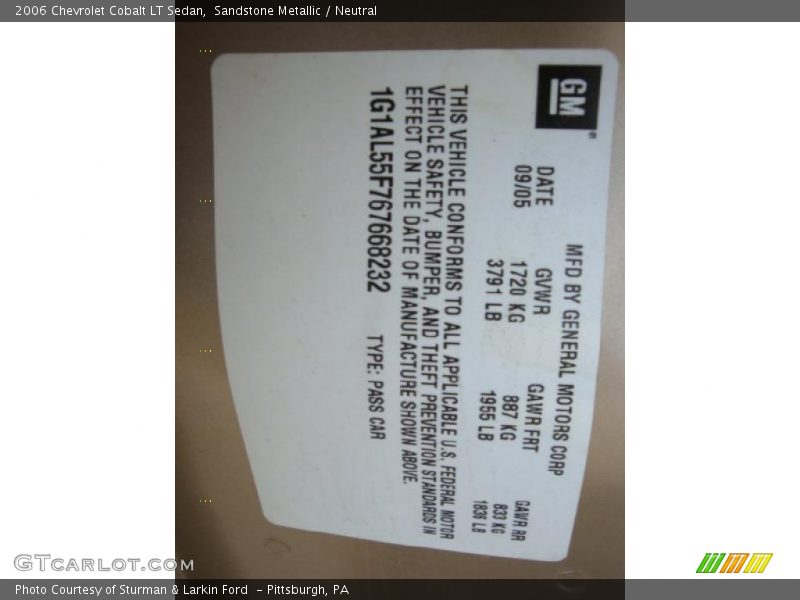 2006 Chevrolet Cobalt LT Sedan, Sandstone Metallic / Neutral
GM
®
MFD BY GENERAL MOTORS CORP
DATE GVWR GAWR FRT GAWR RR
09/05 1720 KG 887 KG 833 KG
3791 LB 1955 LB 1836 LB
THIS VEHICLE CONFORMS TO ALL APPLICABLE U.S. FEDERAL MOTOR
VEHICLE SAFETY, BUMPER, AND THEFT PREVENTION STANDARDS IN
EFFECT ON THE DATE OF MANUFACTURE SHOWN ABOVE.
1G1AL55F767668232 TYPE: PASS CAR
GTCARLOT.COM
Photo Courtesy of Sturman & Larkin Ford - Pittsburgh, PA